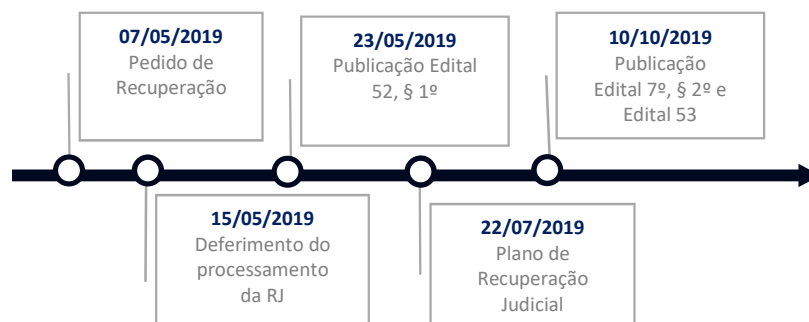 07/05/2019
Pedido de
Recuperação
15/05/2019
Deferimento do
processamento
da RJ
23/05/2019
Publicação Edital
52, § 1º
22/07/2019
Plano de
Recuperação
Judicial
10/10/2019
Publicação
Edital 7º, § 2º e
Edital 53